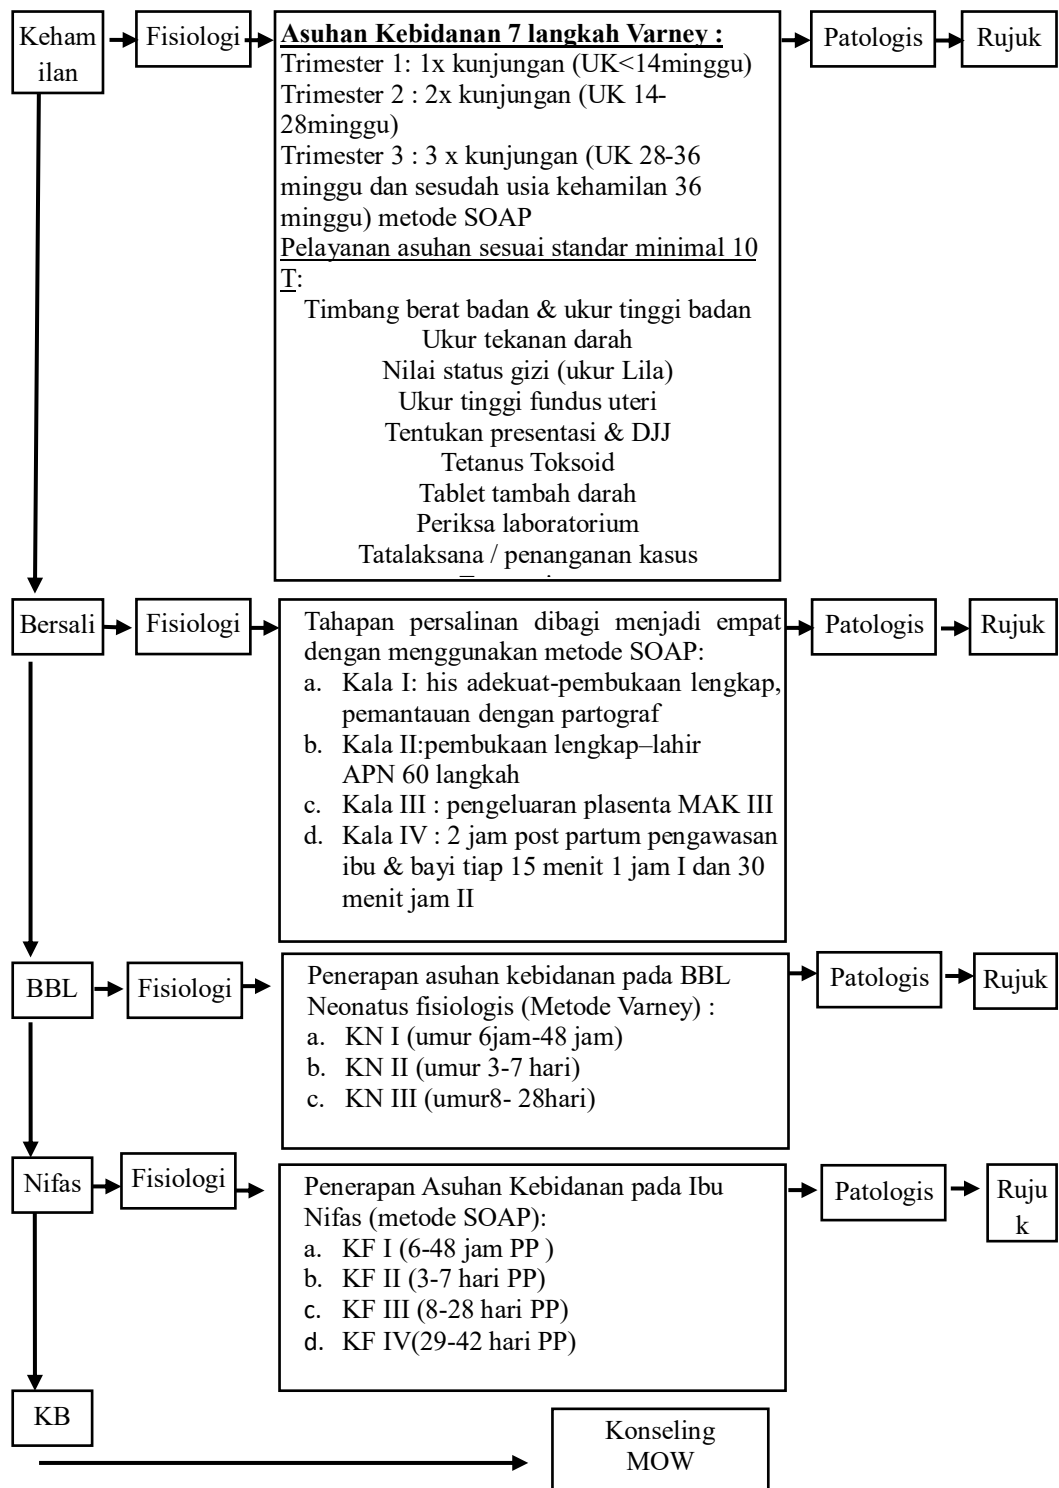 Keham
ilan
Fisiologi
Asuhan Kebidanan 7 langkah Varney :
Trimester 1: 1x kunjungan (UK<14minggu)
Trimester 2 : 2x kunjungan (UK 14-
28minggu)
Trimester 3 : 3 x kunjungan (UK 28-36
minggu dan sesudah usia kehamilan 36
minggu) metode SOAP
Pelayanan asuhan sesuai standar minimal 10
T:
Timbang berat badan & ukur tinggi badan
Ukur tekanan darah
Nilai status gizi (ukur Lila)
Ukur tinggi fundus uteri
Tentukan presentasi & DJJ
Tetanus Toksoid
Tablet tambah darah
Periksa laboratorium
Tatalaksana / penanganan kasus
Patologis
Rujuk
Bersali
Fisiologi
Tahapan persalinan dibagi menjadi empat
dengan menggunakan metode SOAP:
a. Kala I: his adekuat-pembukaan lengkap,
pemantauan dengan partograf
b. Kala II:pembukaan lengkap–lahir
APN 60 langkah
c. Kala III : pengeluaran plasenta MAK III
d. Kala IV : 2 jam post partum pengawasan
ibu & bayi tiap 15 menit 1 jam I dan 30
menit jam II
Patologis
Rujuk
BBL
Fisiologi
Penerapan asuhan kebidanan pada BBL
Neonatus fisiologis (Metode Varney) :
a. KN I (umur 6jam-48 jam)
b. KN II (umur 3-7 hari)
c. KN III (umur8- 28hari)
Patologis
Rujuk
Nifas
Fisiologi
Penerapan Asuhan Kebidanan pada Ibu
Nifas (metode SOAP):
a. KF I (6-48 jam PP )
b. KF II (3-7 hari PP)
c. KF III (8-28 hari PP)
d. KF IV(29-42 hari PP)
Patologis
Ruju
k
KB
Konseling
MOW